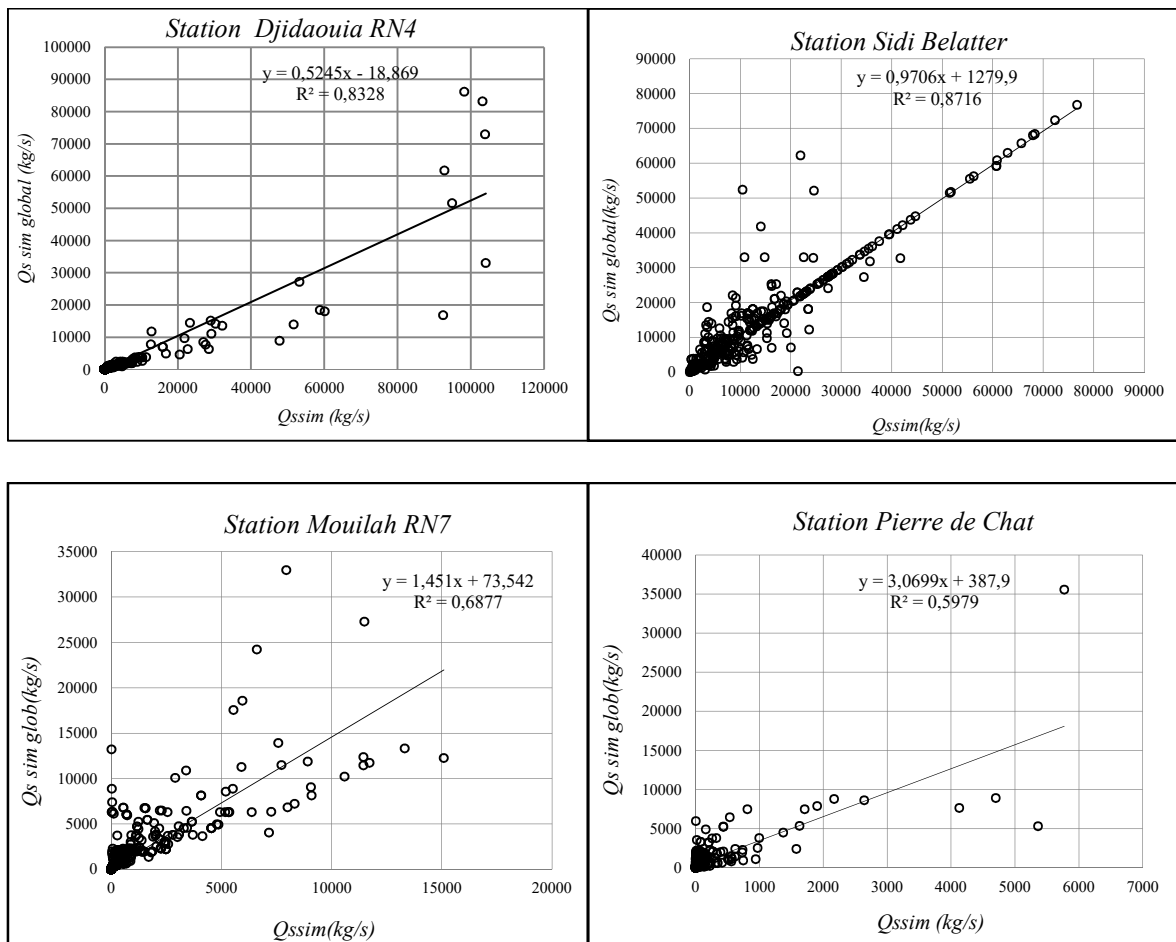 Station Djidaouia RN4
y = 0,5245x - 18,869
R² = 0,8328
100000
90000
80000
70000
60000
50000
40000
30000
20000
10000
0
Qs sim global (kg/s)
0 20000 40000 60000 80000 100000 120000
Qssim (kg/s)
Station Sidi Belatter
y = 0,9706x + 1279,9
R² = 0,8716
90000
80000
70000
60000
50000
40000
30000
20000
10000
0
Qs sim global(kg/s)
0 10000 20000 30000 40000 50000 60000 70000 80000 90000
Qssim(kg/s)
Station Mouilah RN7
y = 1,451x + 73,542
R² = 0,6877
35000
30000
25000
20000
15000
10000
5000
0
Qs sim glob(kg/s)
0 5000 10000 15000 20000
Qssim(kg/s)
Station Pierre de Chat
y = 3,0699x + 387,9
R² = 0,5979
40000
35000
30000
25000
20000
15000
10000
5000
0
Qs sim glob(kg/s)
0 1000 2000 3000 4000 5000 6000 7000
Qssim (kg/s)